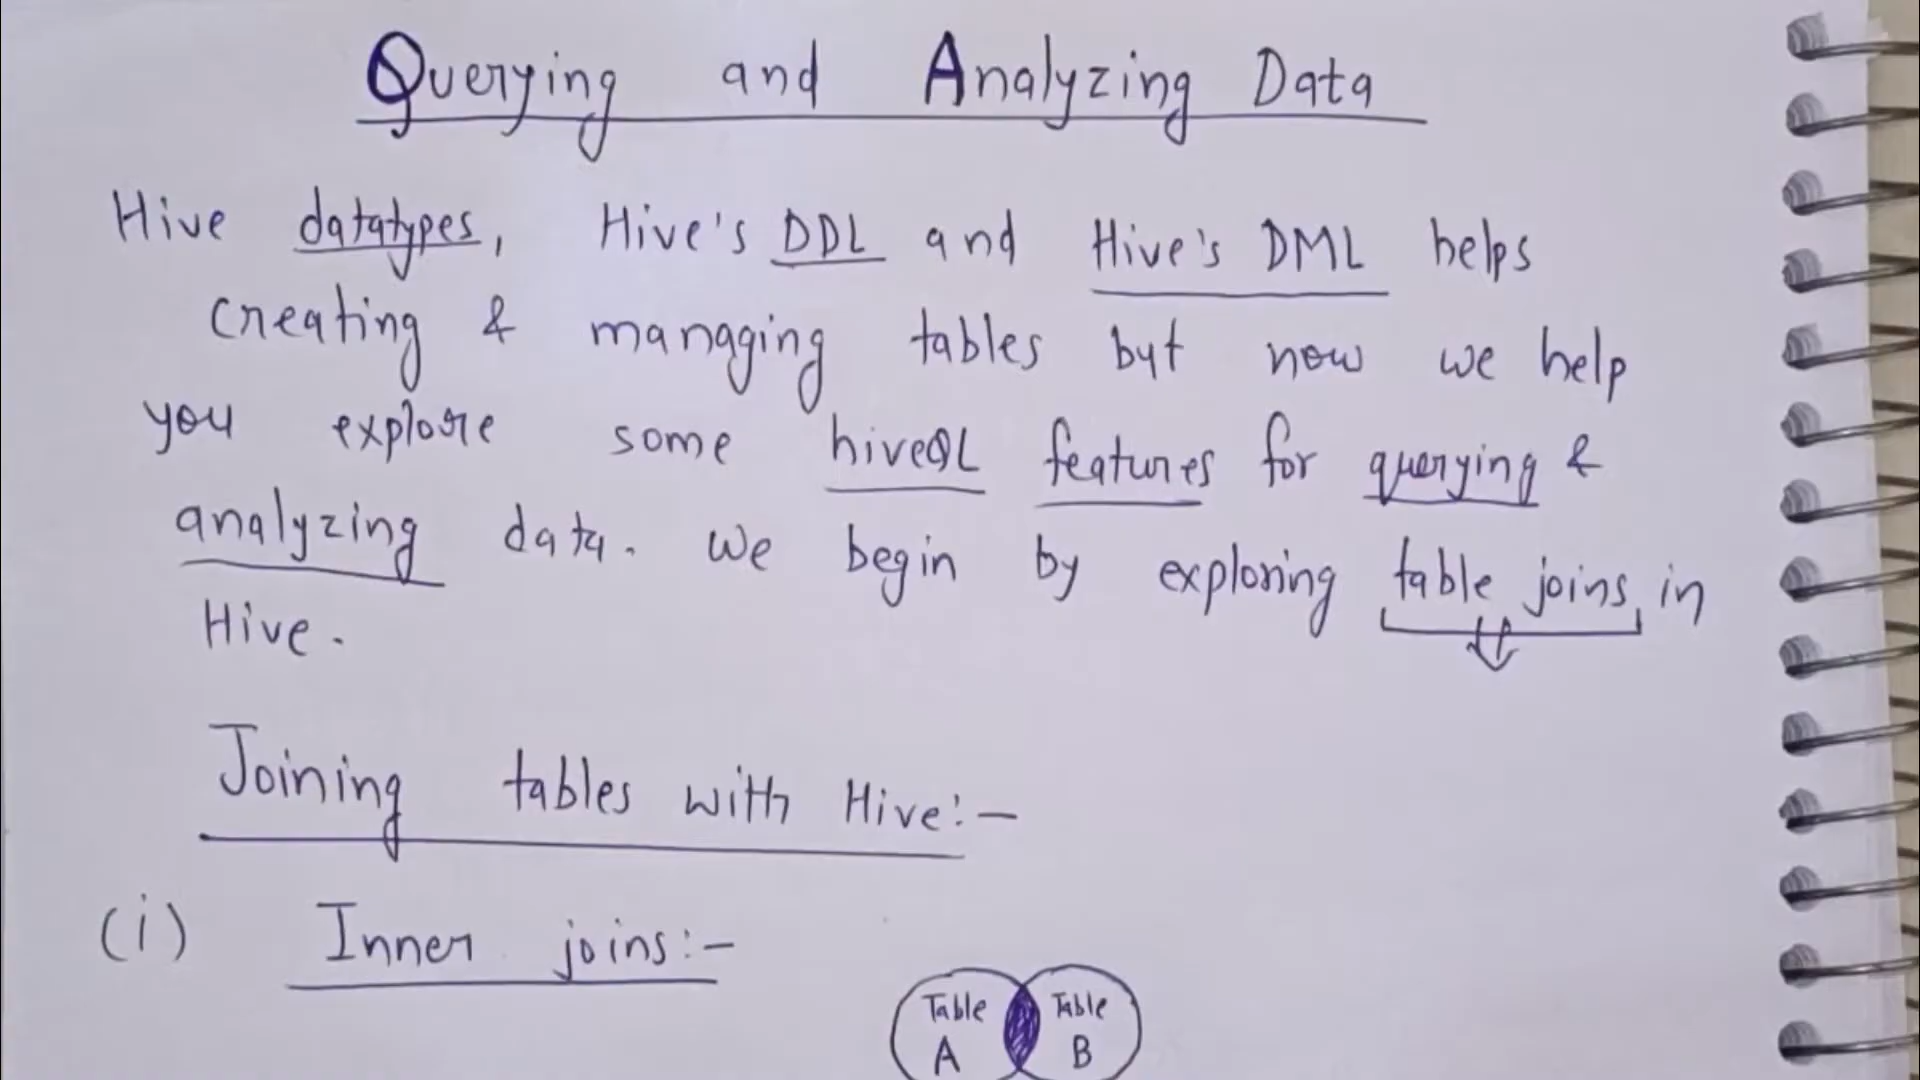 Querying and Analyzing Data
Hive datatypes, Hive's DDL and Hive's DML helps
creating & managing tables but now we help
you explore some hiveQL features for querying &
analyzing data. We begin by exploring table joins in
Hive.
Joining tables with Hive:-
(i) Inner joins:-
Table A
Table B